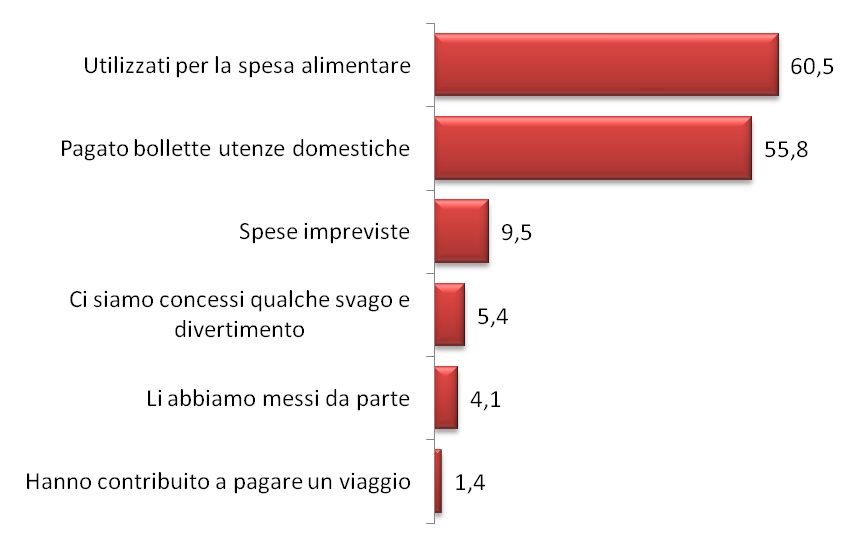 Utilizzati per la spesa alimentare 60,5
Pagato bollette utenze domestiche 55,8
Spese impreviste 9,5
Ci siamo concessi qualche svago e
divertimento 5,4
Li abbiamo messi da parte 4,1
Hanno contribuito a pagare un viaggio 1,4